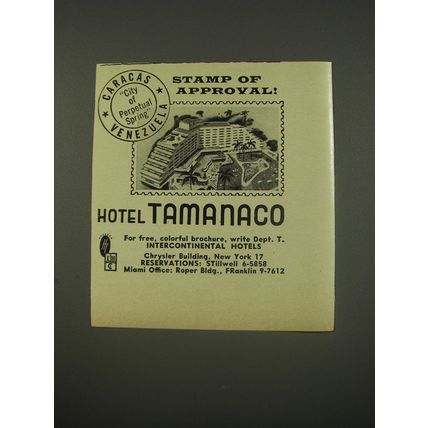 CARACAS
"City
of
Perpetual
Spring"
VENEZUELA
STAMP OF
APPROVAL!
HOTEL TAMANACO
For free, colorful brochure, write Dept. T.
INTERCONTINENTAL HOTELS
Chrysler Building, New York 17
RESERVATIONS: STillwell 6-5858
Miami Office: Roper Bldg., FRanklin 9-7612